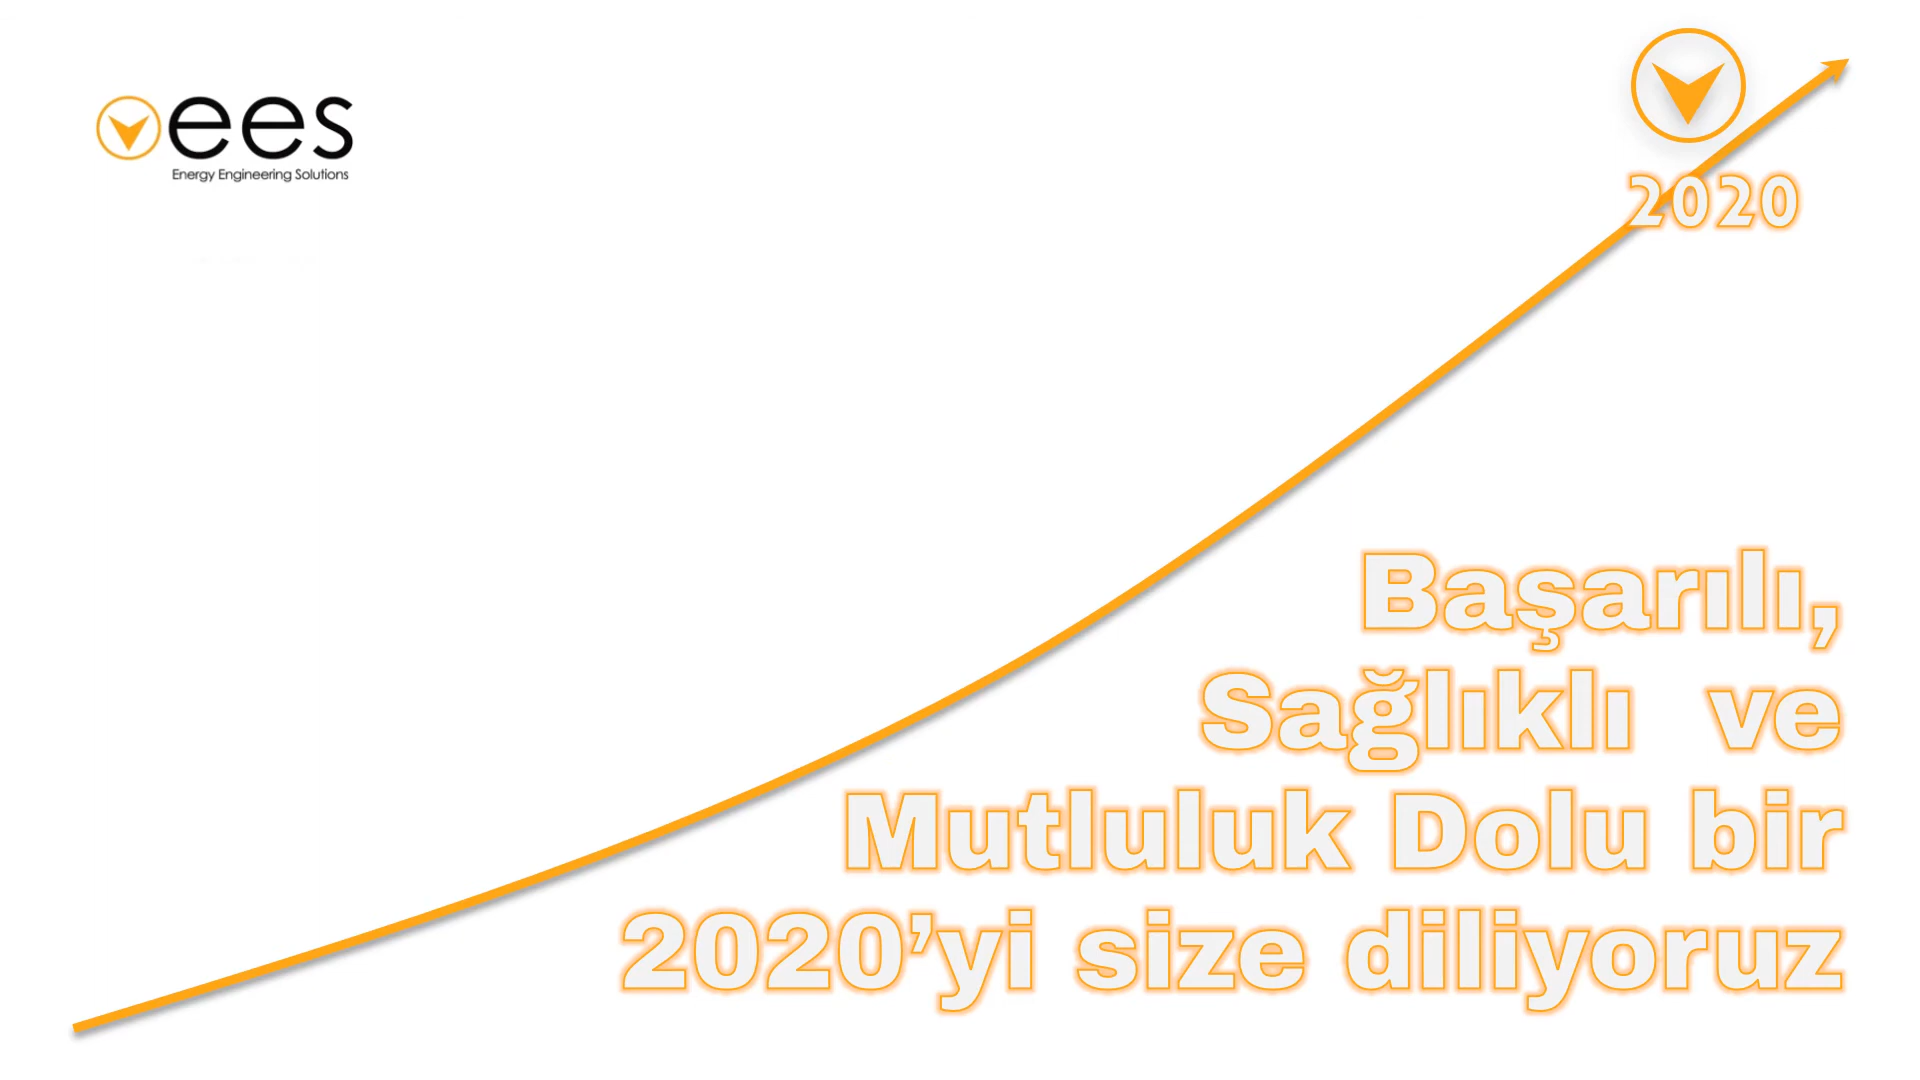 ees
Energy Engineering Solutions
2020
Başarılı,
Sağlıklı ve
Mutluluk Dolu bir
2020’yi size diliyoruz